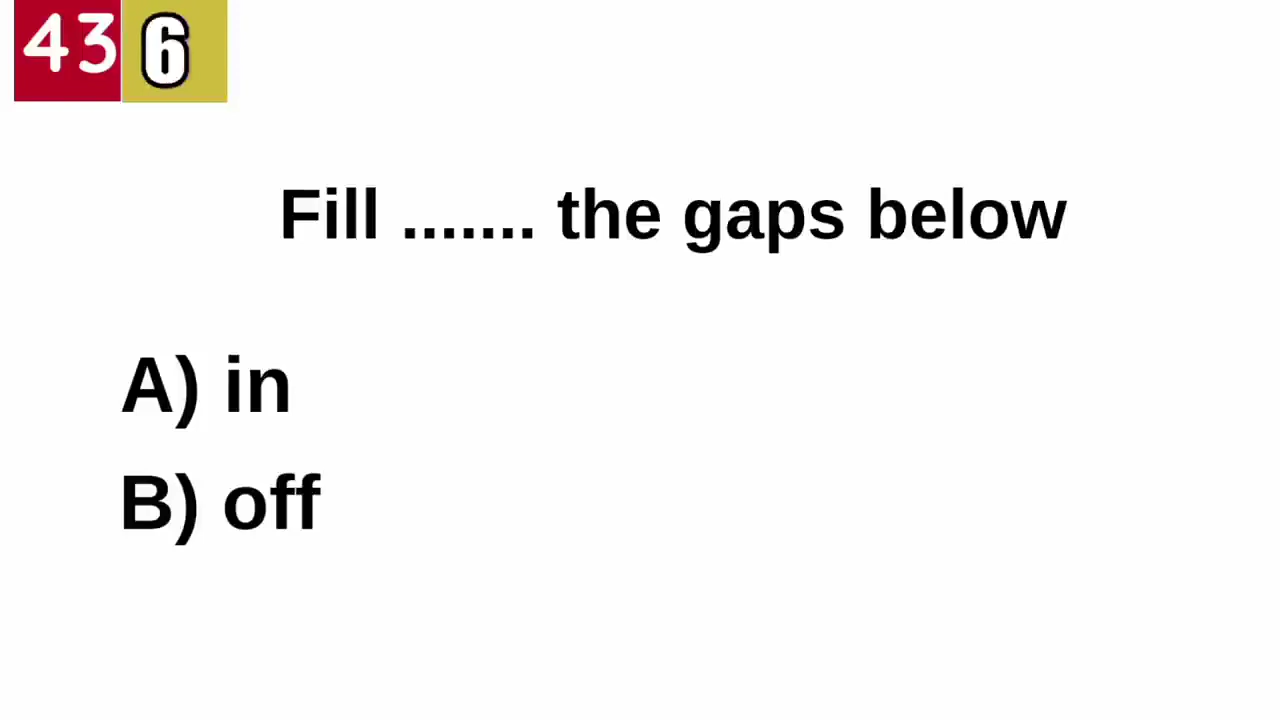 43 6
Fill ....... the gaps below
A) in
B) off